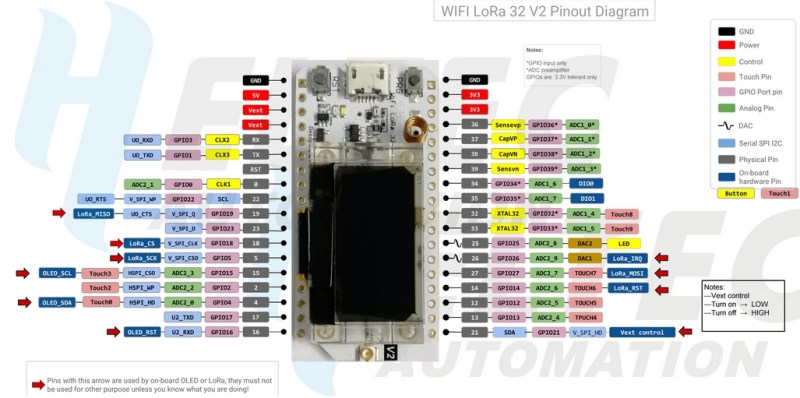 WIFI LoRa 32 V2 Pinout Diagram
Notes:
*GPIO input only
*ADC preamplifier
GPIOs are 3.3V tolerant only
GND
Power
Control
Touch Pin
GPIO Port pin
Analog Pin
DAC
Serial SPI I2C
Physical Pin
On-board
hardware Pin
Button Touch1
GND
5V
Vext
Vext
U0_RXD GPIO3 CLK2 RX
U0_TXD GPIO1 CLK3 TX
RST
ADC2_1 GPIO0 CLK1 0
U0_RTS V_SPI_WP GPIO22 SCL 22
LoRa_MISO U0_CTS V_SPI_Q GPIO19 19
V_SPI_D GPIO23 23
LoRa_CS V_SPI_CLK GPIO18 18
LoRa_SCK V_SPI_CS0 GPIO5 5
OLED_SCL Touch3 HSPI_CS0 ADC2_3 GPIO15 15
Touch2 HSPI_WP ADC2_2 GPIO2 2
OLED_SDA Touch0 HSPI_HD ADC2_0 GPIO4 4
U2_TXD GPIO17 17
OLED_RST U2_RXD GPIO16 16
GND
3V3
3V3
36 Sensevp GPIO36* ADC1_0*
37 CapVP GPIO37* ADC1_1*
38 CapVN GPIO38* ADC1_2*
39 Sensvn GPIO39* ADC1_3*
34 GPIO34* ADC1_6 DIO0
35 GPIO35* ADC1_7 DIO1
32 XTAL32 GPIO32* ADC1_4 Touch8
33 XTAL32 GPIO33* ADC1_5 Touch9
25 GPIO25 ADC2_8 DAC2 LED
26 GPIO26 ADC2_9 DAC1 LoRa_IRQ
27 GPIO27 ADC2_7 TOUCH7 LoRa_MOSI
14 GPIO14 ADC2_6 TOUCH6 LoRa_RST
12 GPIO12 ADC2_5 TOUCH5
13 GPIO13 ADC2_4 TPUCH4
21 SDA GPIO21 V_SPI_HD Vext control
V2
Notes:
---Vext control
---Turn on → LOW
---Turn off → HIGH
Pins with this arrow are used by on-board OLED or LoRa, they must not
be used for other purpose unless you know what you are doing!
AUTOMATION